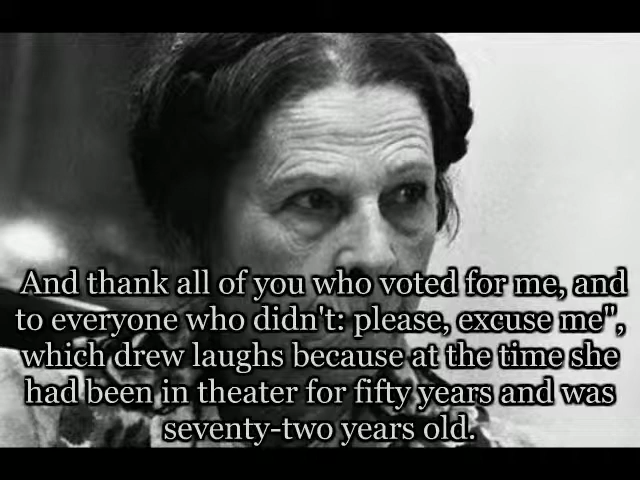 And thank all of you who voted for me, and
to everyone who didn't: please, excuse me",
which drew laughs because at the time she
had been in theater for fifty years and was
seventy-two years old.